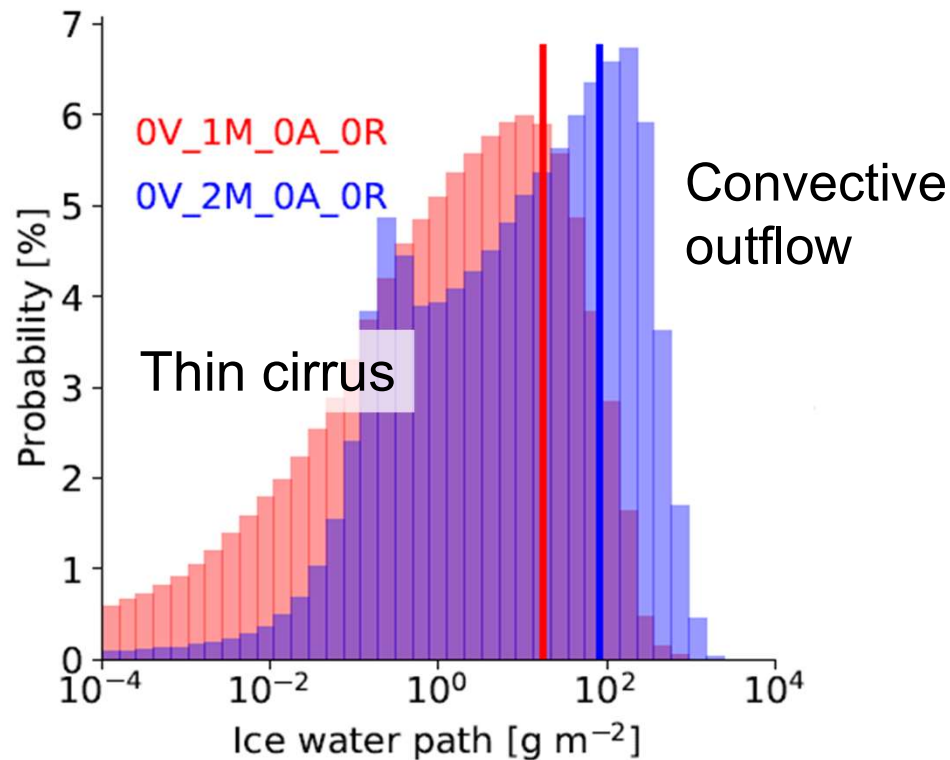 7
6
5
4
3
2
1
0
Probability [%]
0V_1M_0A_0R
0V_2M_0A_0R
Convective
outflow
Thin cirrus
10⁻⁴
10⁻²
10⁰
10²
10⁴
Ice water path [g m⁻²]